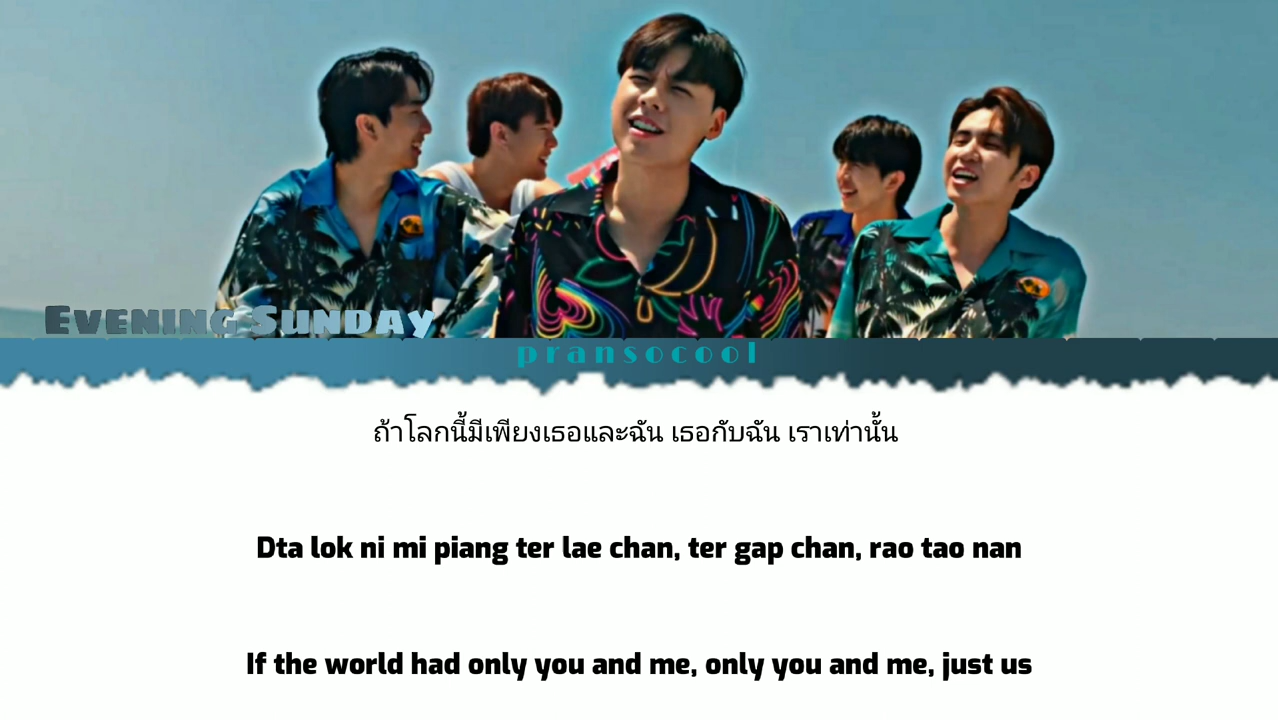 Evening Sunday
pransocool
ถ้าโลกนี้มีเพียงเธอและฉัน เธอกับฉัน เราเท่านั้น
Dta lok ni mi piang ter lae chan, ter gap chan, rao tao nan
If the world had only you and me, only you and me, just us